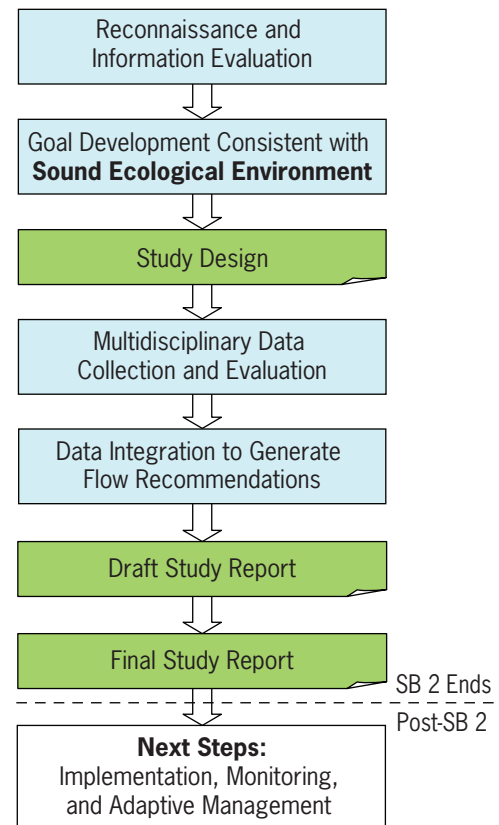 Reconnaissance and
Information Evaluation
Goal Development Consistent with
Sound Ecological Environment
Study Design
Multidisciplinary Data
Collection and Evaluation
Data Integration to Generate
Flow Recommendations
Draft Study Report
Final Study Report
SB 2 Ends
Post-SB 2
Next Steps:
Implementation, Monitoring,
and Adaptive Management